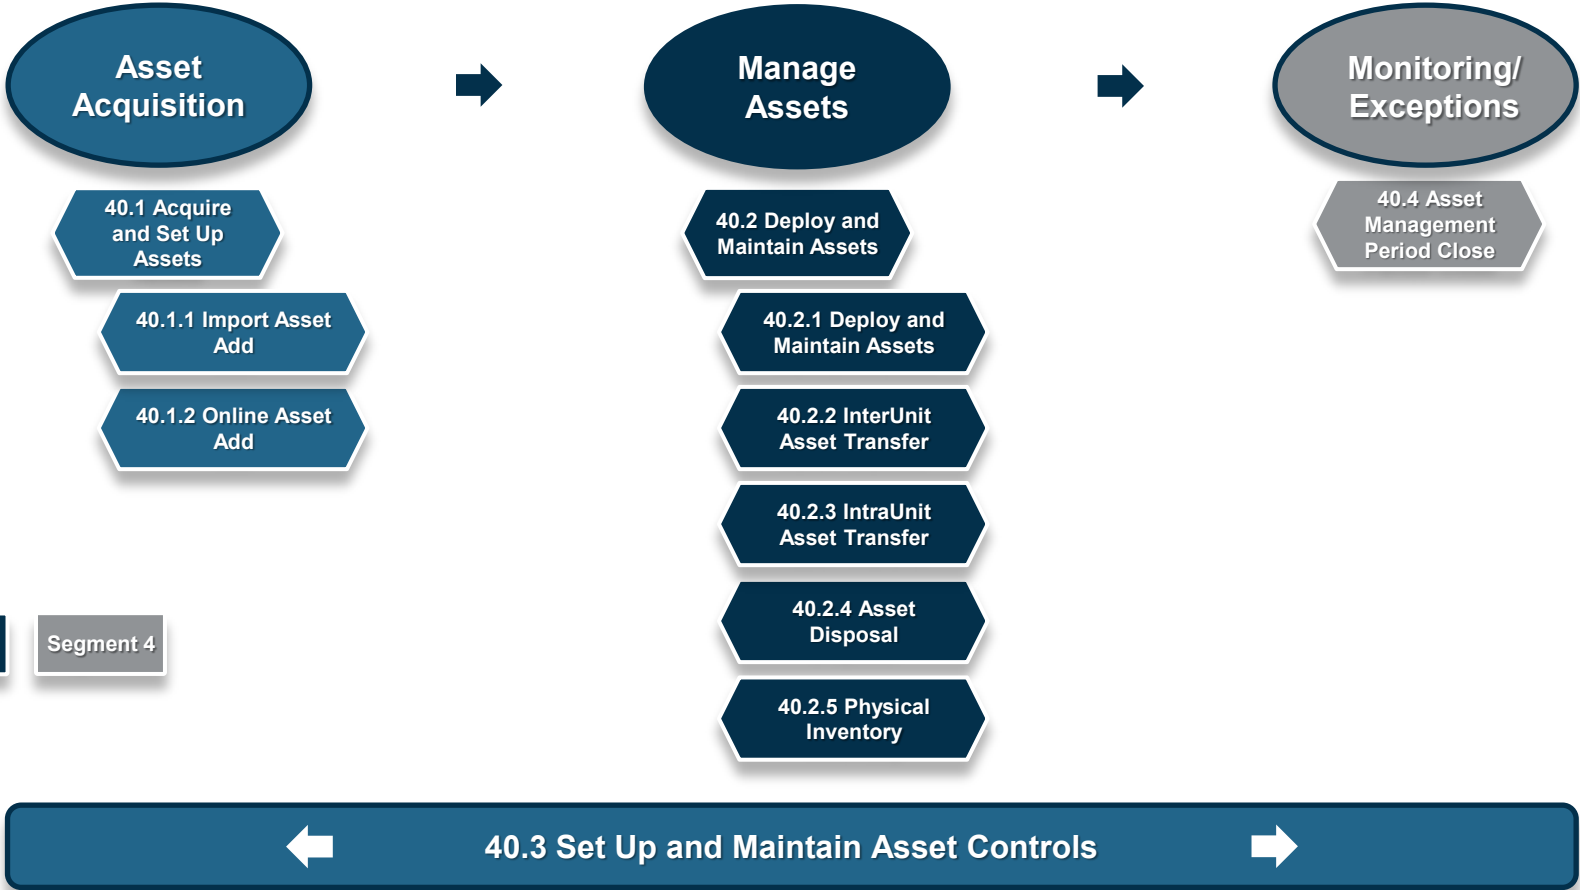 Asset
Acquisition
Manage
Assets
Monitoring/
Exceptions
40.1 Acquire
and Set Up
Assets
40.1.1 Import Asset
Add
40.1.2 Online Asset
Add
40.2 Deploy and
Maintain Assets
40.2.1 Deploy and
Maintain Assets
40.2.2 InterUnit
Asset Transfer
40.2.3 IntraUnit
Asset Transfer
40.2.4 Asset
Disposal
40.2.5 Physical
Inventory
40.4 Asset
Management
Period Close
Segment 4
40.3 Set Up and Maintain Asset Controls